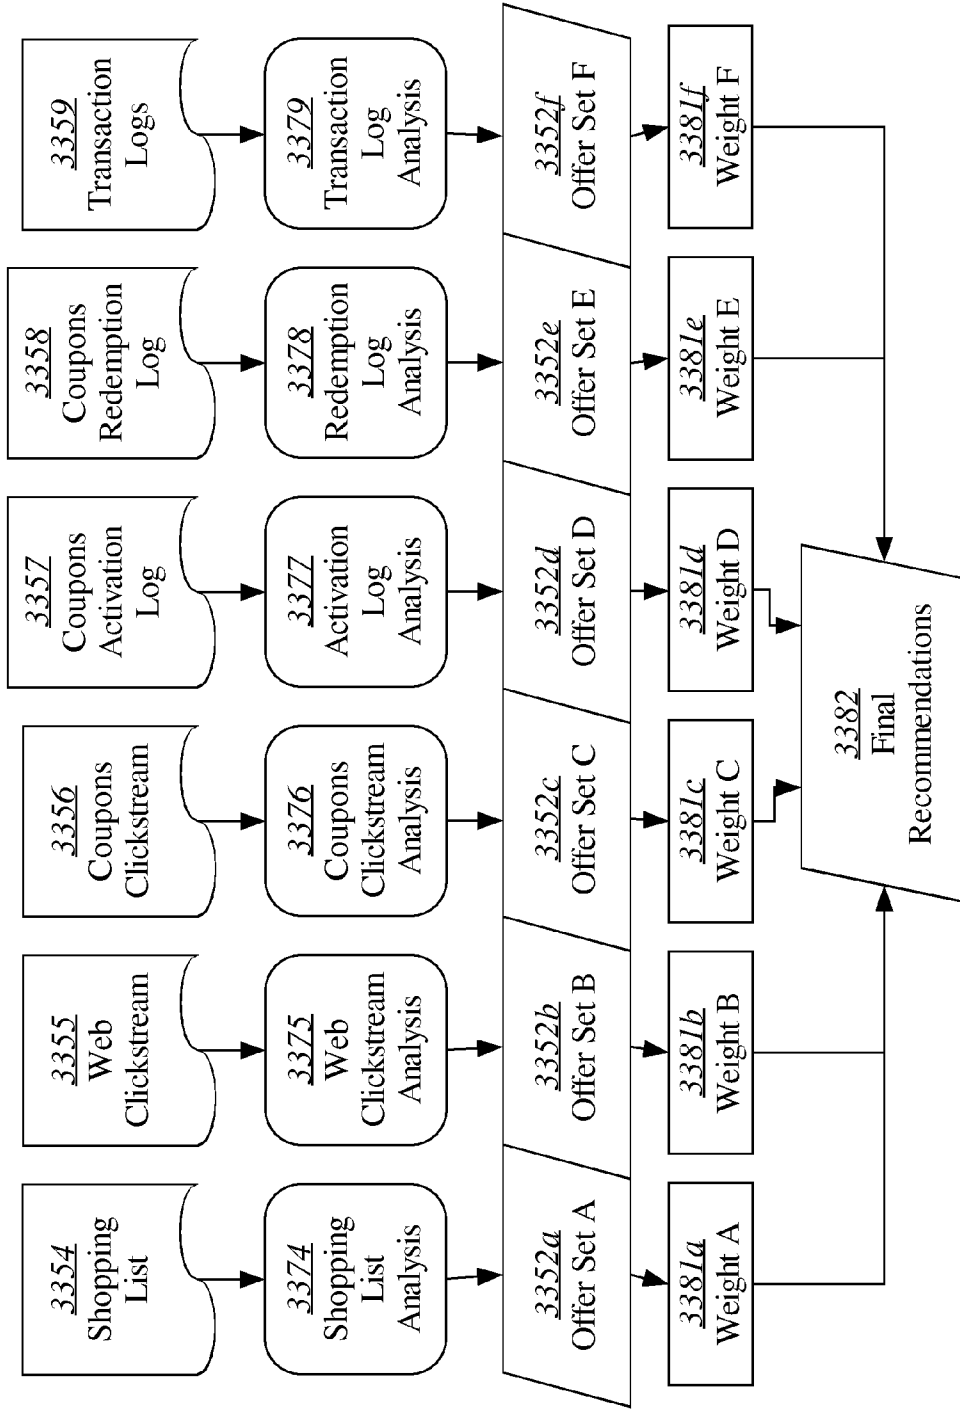 3354
Shopping
List
3355
Web
Clickstream
3356
Coupons
Clickstream
3357
Coupons
Activation
Log
3358
Coupons
Redemption
Log
3359
Transaction
Logs
3374
Shopping
List
Analysis
3375
Web
Clickstream
Analysis
3376
Coupons
Clickstream
Analysis
3377
Activation
Log
Analysis
3378
Redemption
Log
Analysis
3379
Transaction
Log
Analysis
3352a
Offer Set A
3352b
Offer Set B
3352c
Offer Set C
3352d
Offer Set D
3352e
Offer Set E
3352f
Offer Set F
3381a
Weight A
3381b
Weight B
3381c
Weight C
3381d
Weight D
3381e
Weight E
3381f
Weight F
3382
Final
Recommendations